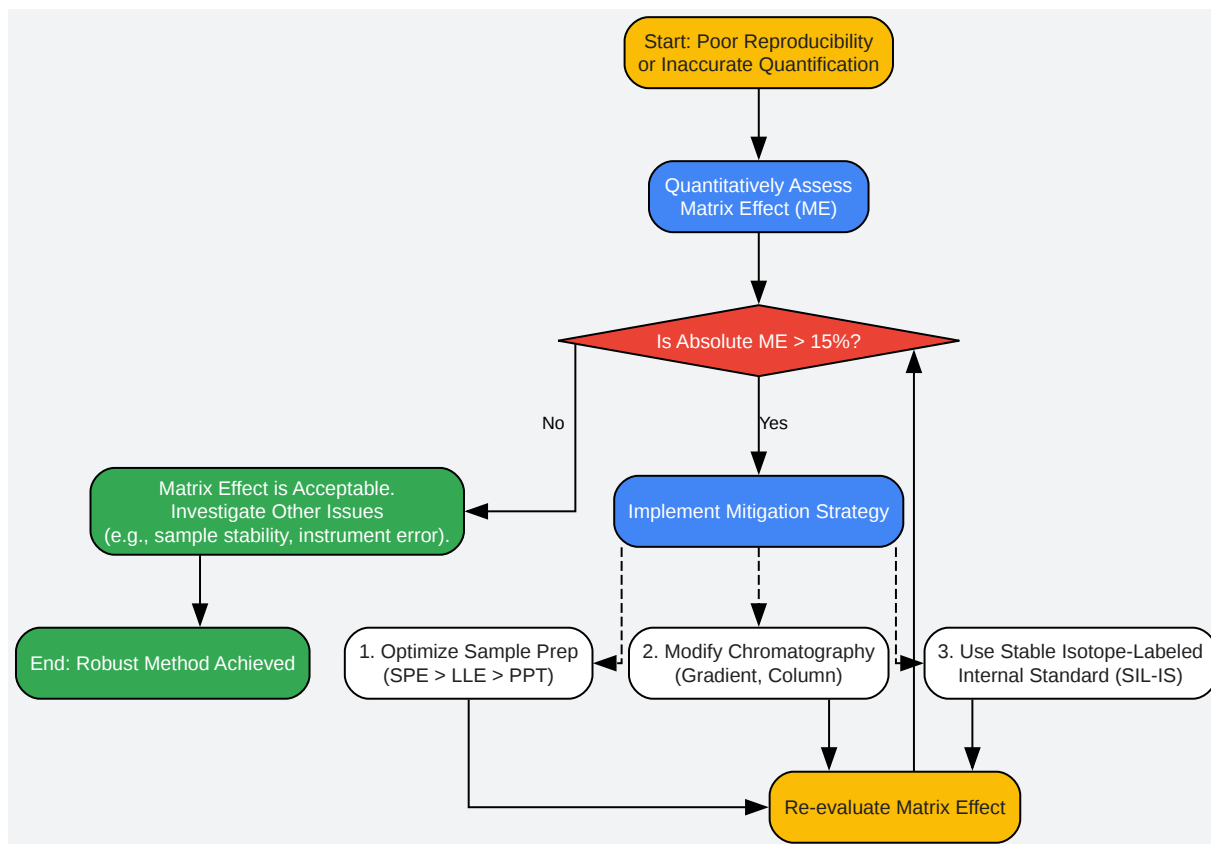 Start: Poor Reproducibility
or Inaccurate Quantification
Quantitatively Assess
Matrix Effect (ME)
Is Absolute ME > 15%?
No
Yes
Matrix Effect is Acceptable.
Investigate Other Issues
(e.g., sample stability, instrument error).
Implement Mitigation Strategy
End: Robust Method Achieved
1. Optimize Sample Prep
(SPE > LLE > PPT)
2. Modify Chromatography
(Gradient, Column)
3. Use Stable Isotope-Labeled
Internal Standard (SIL-IS)
Re-evaluate Matrix Effect